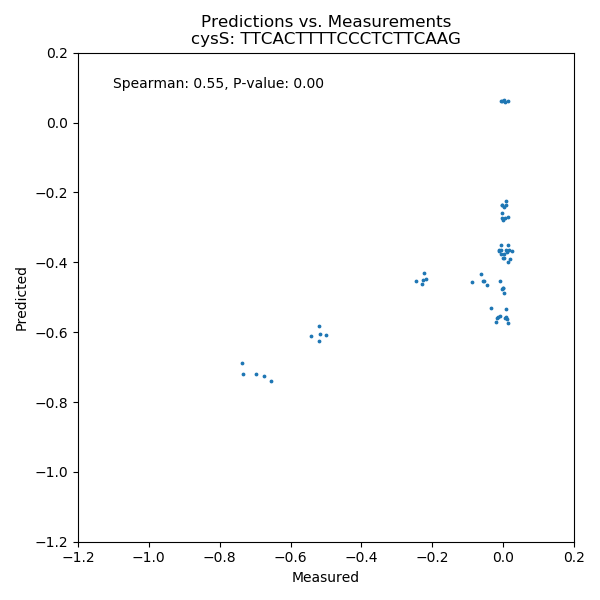 Predictions vs. Measurements
cysS: TTCACTTTTCCCTCTTCAAG
Spearman: 0.55, P-value: 0.00
0.2
0.0
−0.2
−0.4
−0.6
−0.8
−1.0
−1.2
Predicted
−1.2 −1.0 −0.8 −0.6 −0.4 −0.2 0.0 0.2
Measured